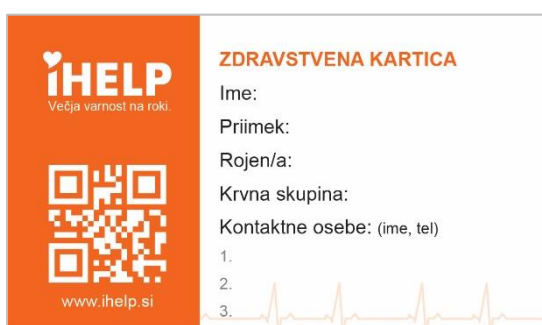 iHELP
Večja varnost na roki.
www.ihelp.si
ZDRAVSTVENA KARTICA
Ime:
Priimek:
Rojen/a:
Krvna skupina:
Kontaktne osebe: (ime, tel)
1.
2.
3.